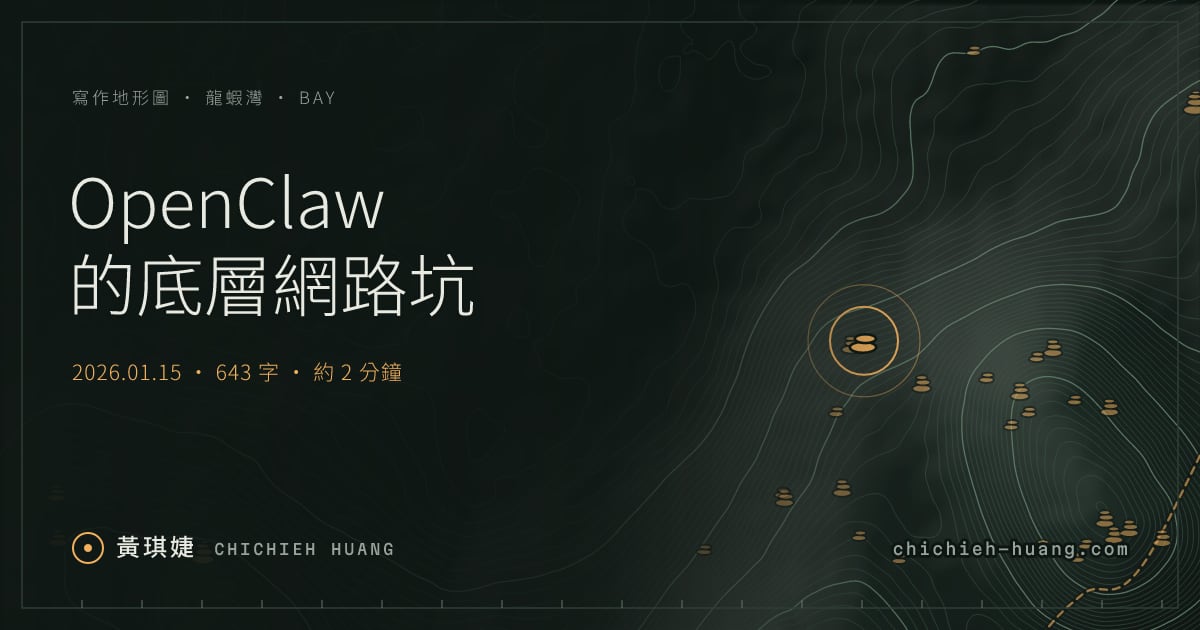 寫作地形圖 · 龍蝦灣 · BAY
OpenClaw
的底層網路坑
2026.01.15 · 643 字 · 約 2 分鐘
黃琪婕 CHICHIEH HUANG
chichieh-huang.com